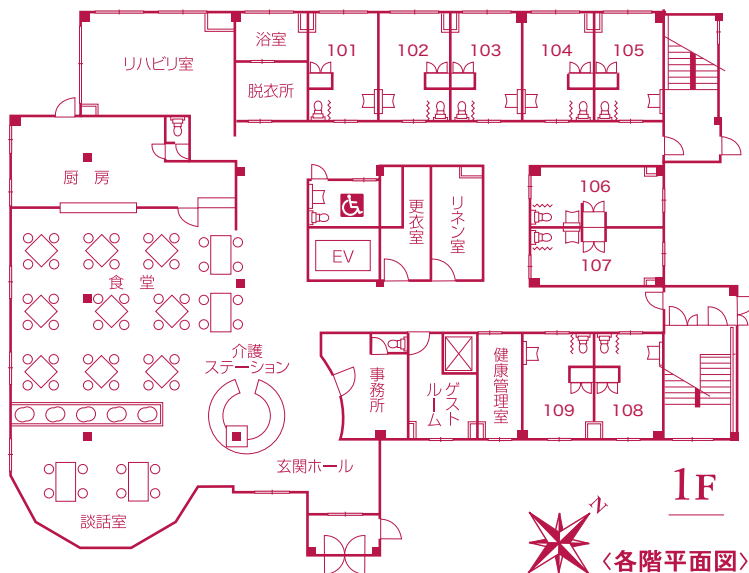 リハビリ室
浴室
脱衣所
101
102
103
104
105
厨房
106
107
更衣室
リネン室
EV
食堂
介護
ステーション
事務所
ゲスト
ルーム
健康管理室
109
108
玄関ホール
談話室
1F
N
〈各階平面図〉